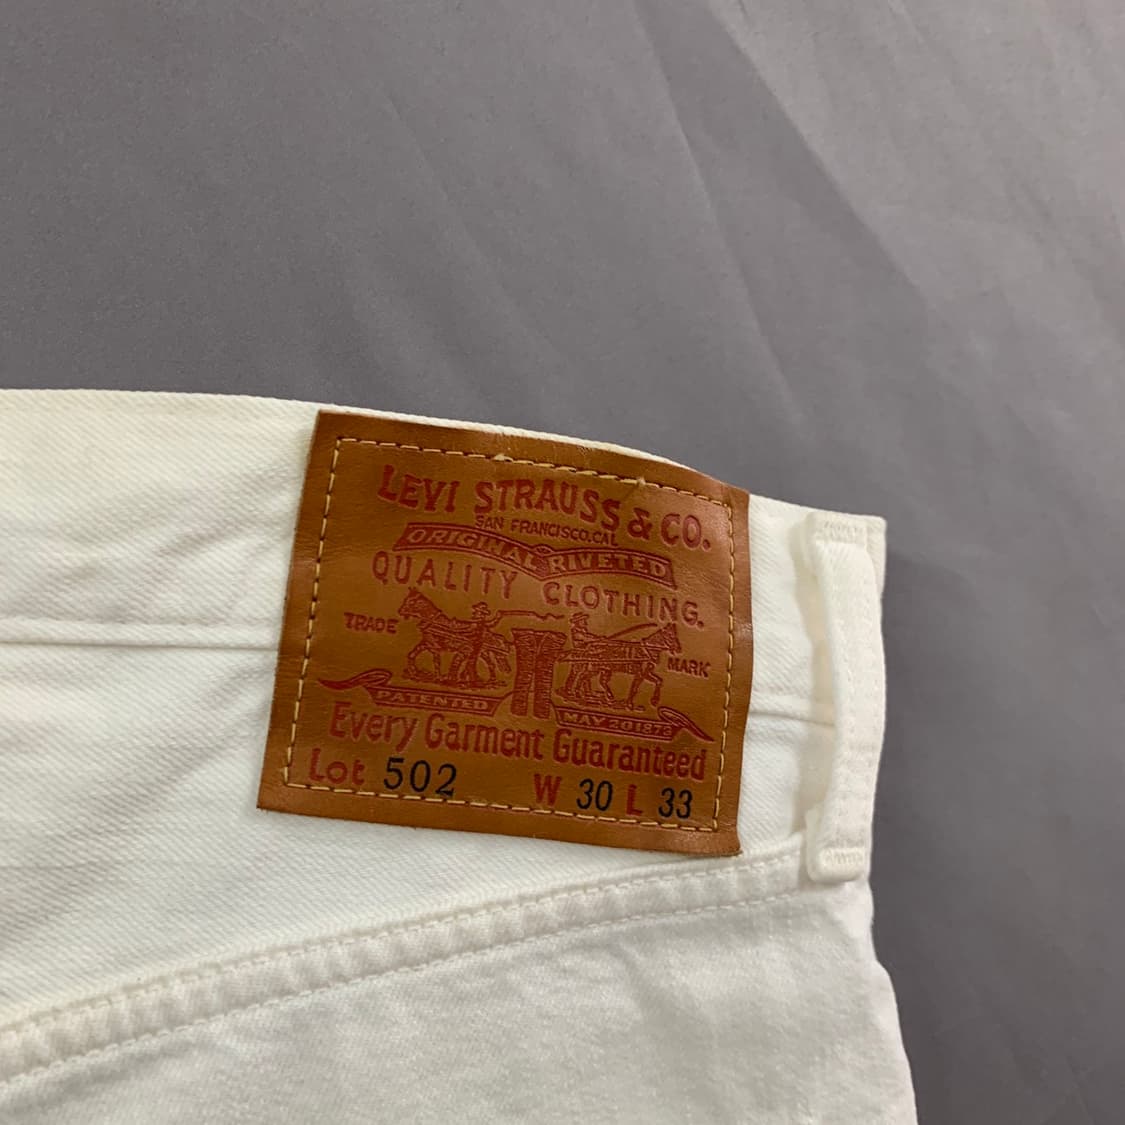 LEVI STRAUSS & CO.
SAN FRANCISCO, CAL
ORIGINAL RIVETED
QUALITY CLOTHING.
TRADE MARK
PATENTED MAY 20 1873
Every Garment Guaranteed
Lot 502 W 30 L 33